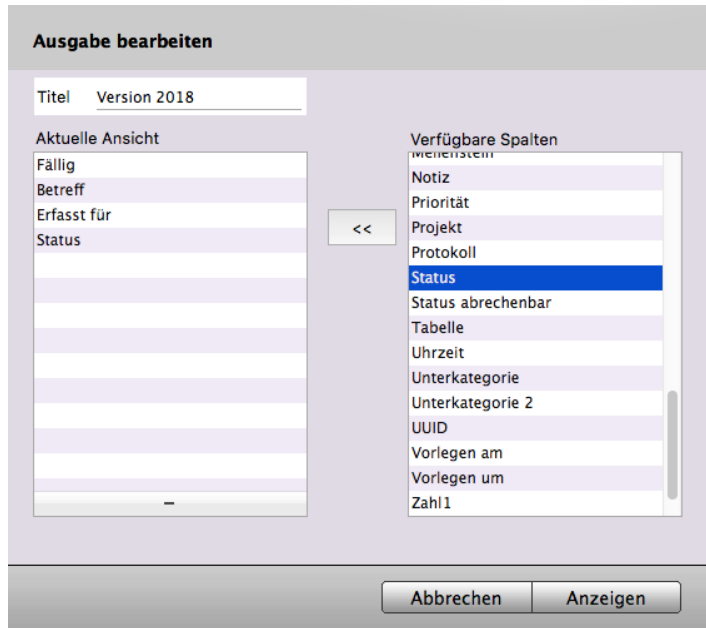 Ausgabe bearbeiten
Titel Version 2018
Aktuelle Ansicht
Fällig
Betreff
Erfasst für
Status
<<
–
Verfügbare Spalten
Meilenstein
Notiz
Priorität
Projekt
Protokoll
Status
Status abrechenbar
Tabelle
Uhrzeit
Unterkategorie
Unterkategorie 2
UUID
Vorlegen am
Vorlegen um
Zahl1
Abbrechen Anzeigen